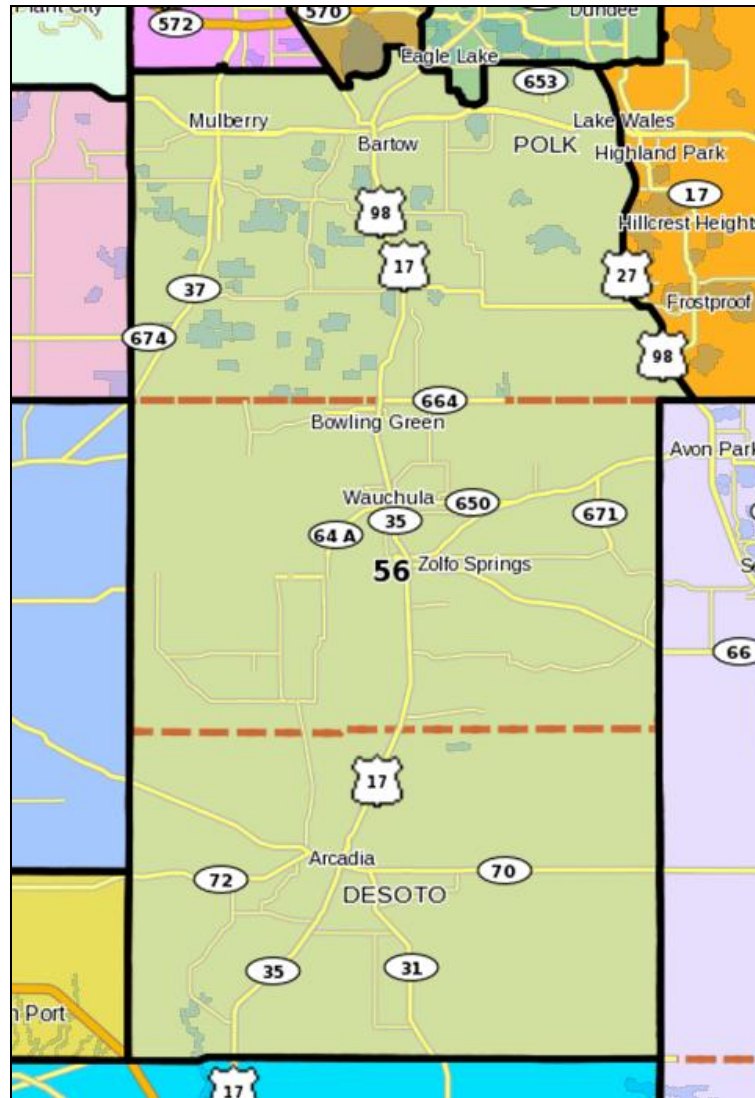 Plant City
572
570
Dundee
Eagle Lake
653
Mulberry
Lake Wales
Bartow
POLK
Highland Park
17
98
Hillcrest Height
17
27
37
Frostproof
674
98
664
Bowling Green
Avon Park
Wauchula
650
35
671
64 A
56
Zolfo Springs
66
17
Arcadia
72
70
DESOTO
35
31
Port
17